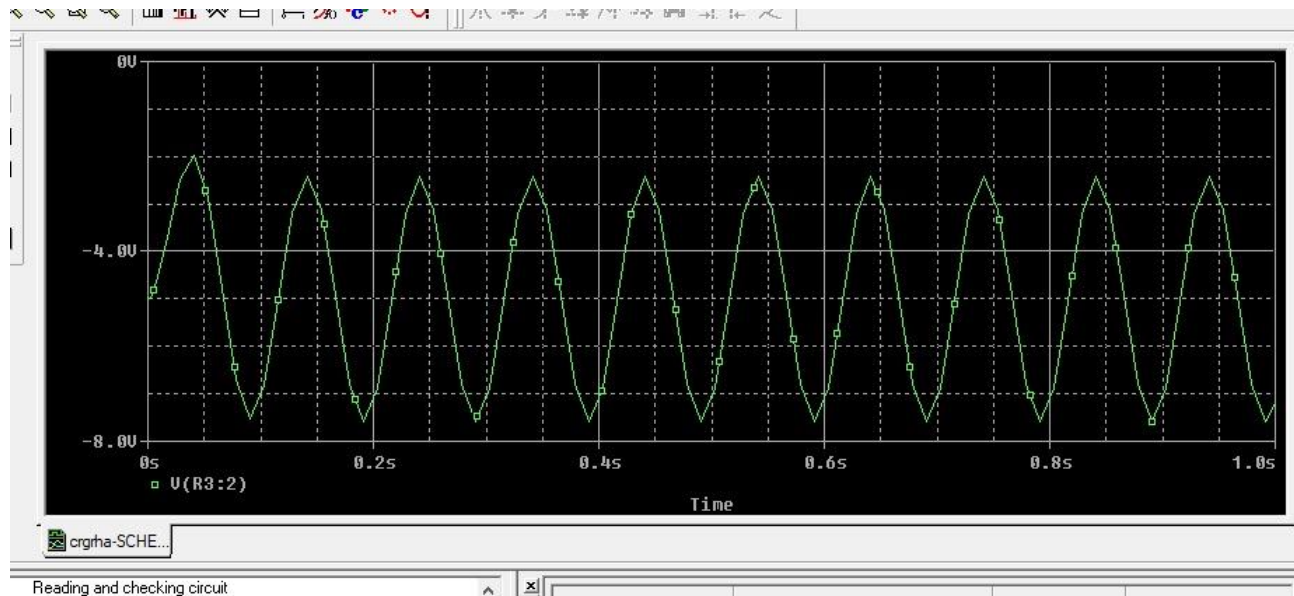 0V
-4.0V
-8.0V
0s 0.2s 0.4s 0.6s 0.8s 1.0s
V(R3:2)
Time
crgrha-SCHE...
Reading and checking circuit